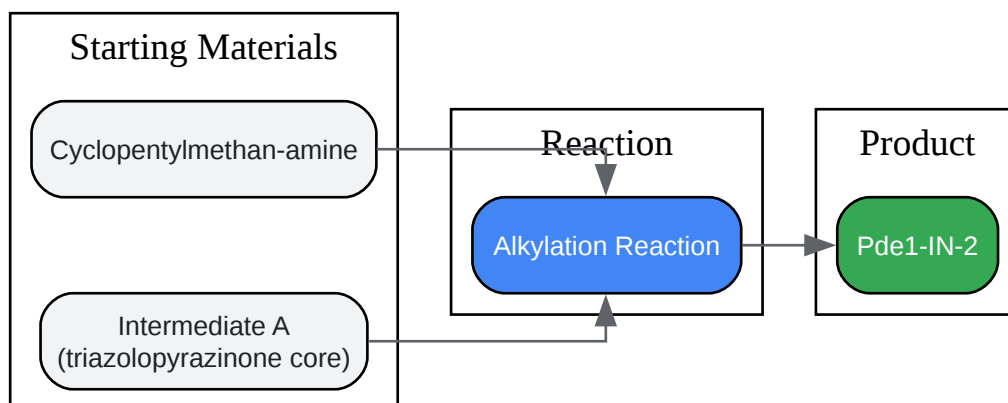 Starting Materials
Cyclopentylmethan-amine
Intermediate A
(triazolopyrazinone core)
Reaction
Alkylation Reaction
Product
Pde1-IN-2